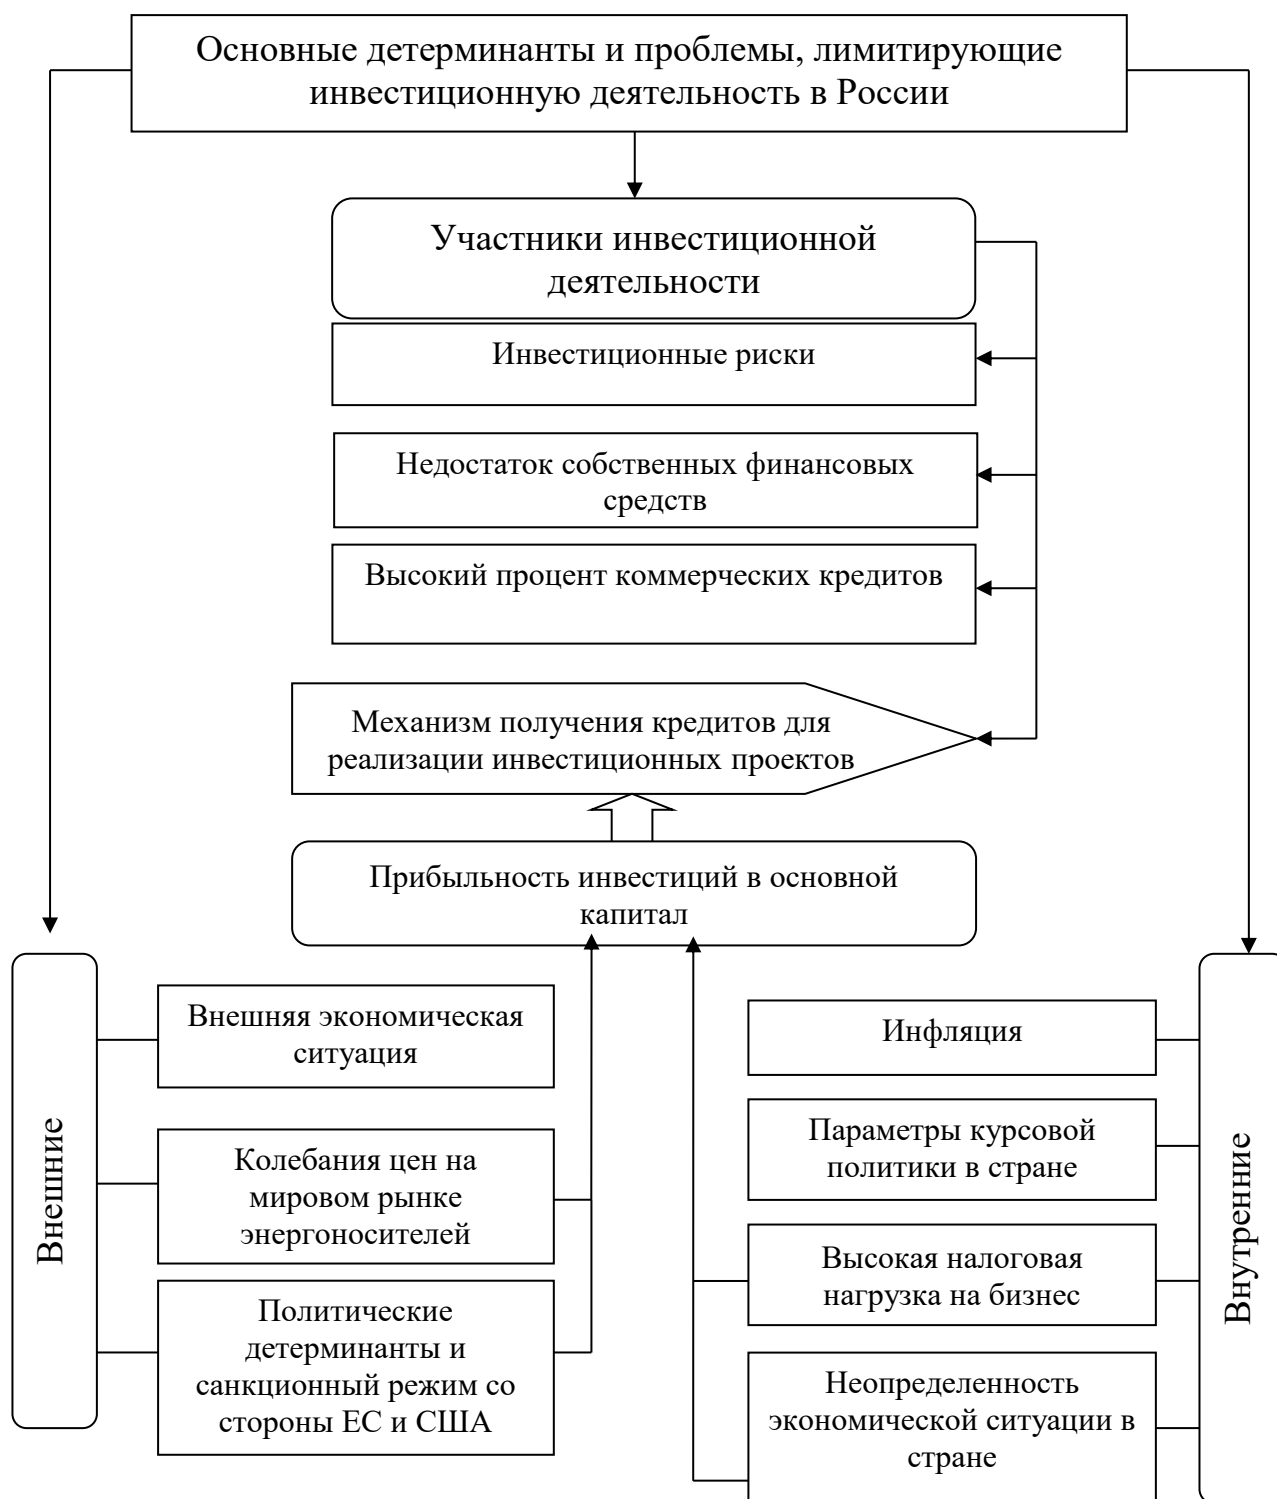 Основные детерминанты и проблемы, лимитирующие
инвестиционную деятельность в России
Участники инвестиционной
деятельности
Инвестиционные риски
Недостаток собственных финансовых
средств
Высокий процент коммерческих кредитов
Механизм получения кредитов для
реализации инвестиционных проектов
Прибыльность инвестиций в основной
капитал
Внешние
Внешняя экономическая
ситуация
Колебания цен на
мировом рынке
энергоносителей
Политические
детерминанты и
санкционный режим со
стороны ЕС и США
Инфляция
Параметры курсовой
политики в стране
Высокая налоговая
нагрузка на бизнес
Неопределенность
экономической ситуации в
стране
Внутренние